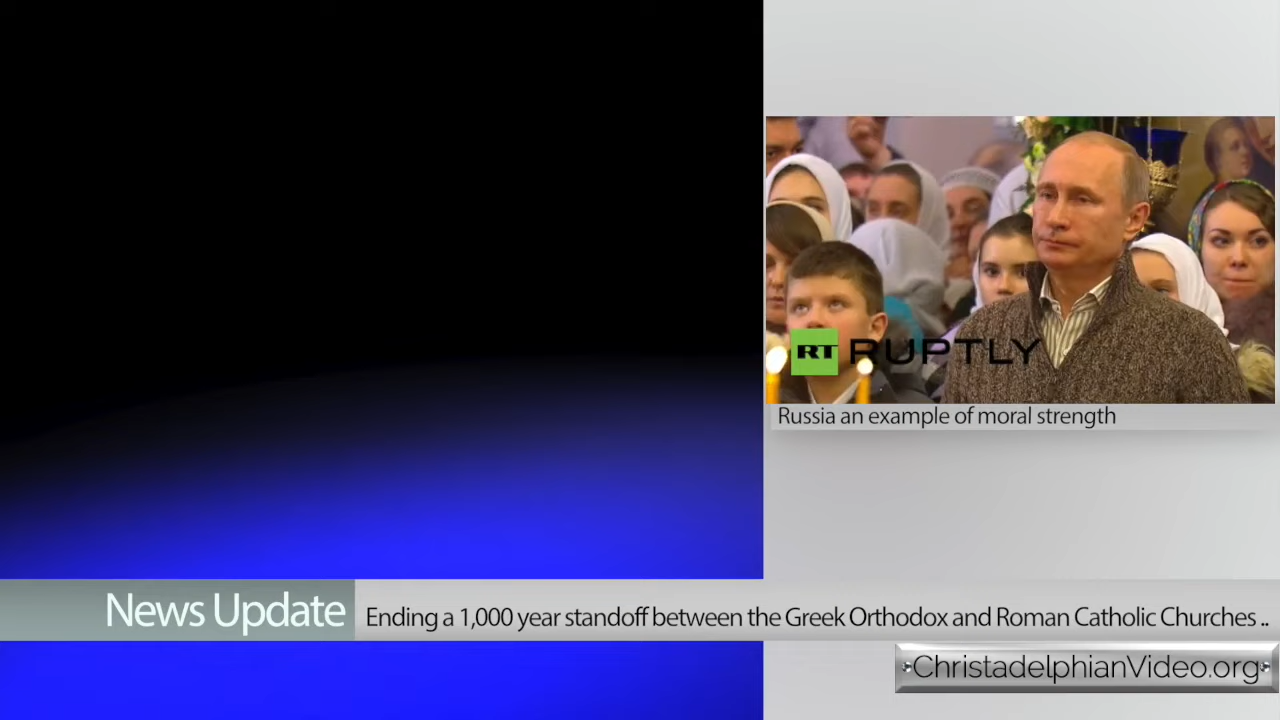 RT RUPTLY
Russia an example of moral strength
News Update
Ending a 1,000 year standoff between the Greek Orthodox and Roman Catholic Churches ..
ChristadelphianVideo.org